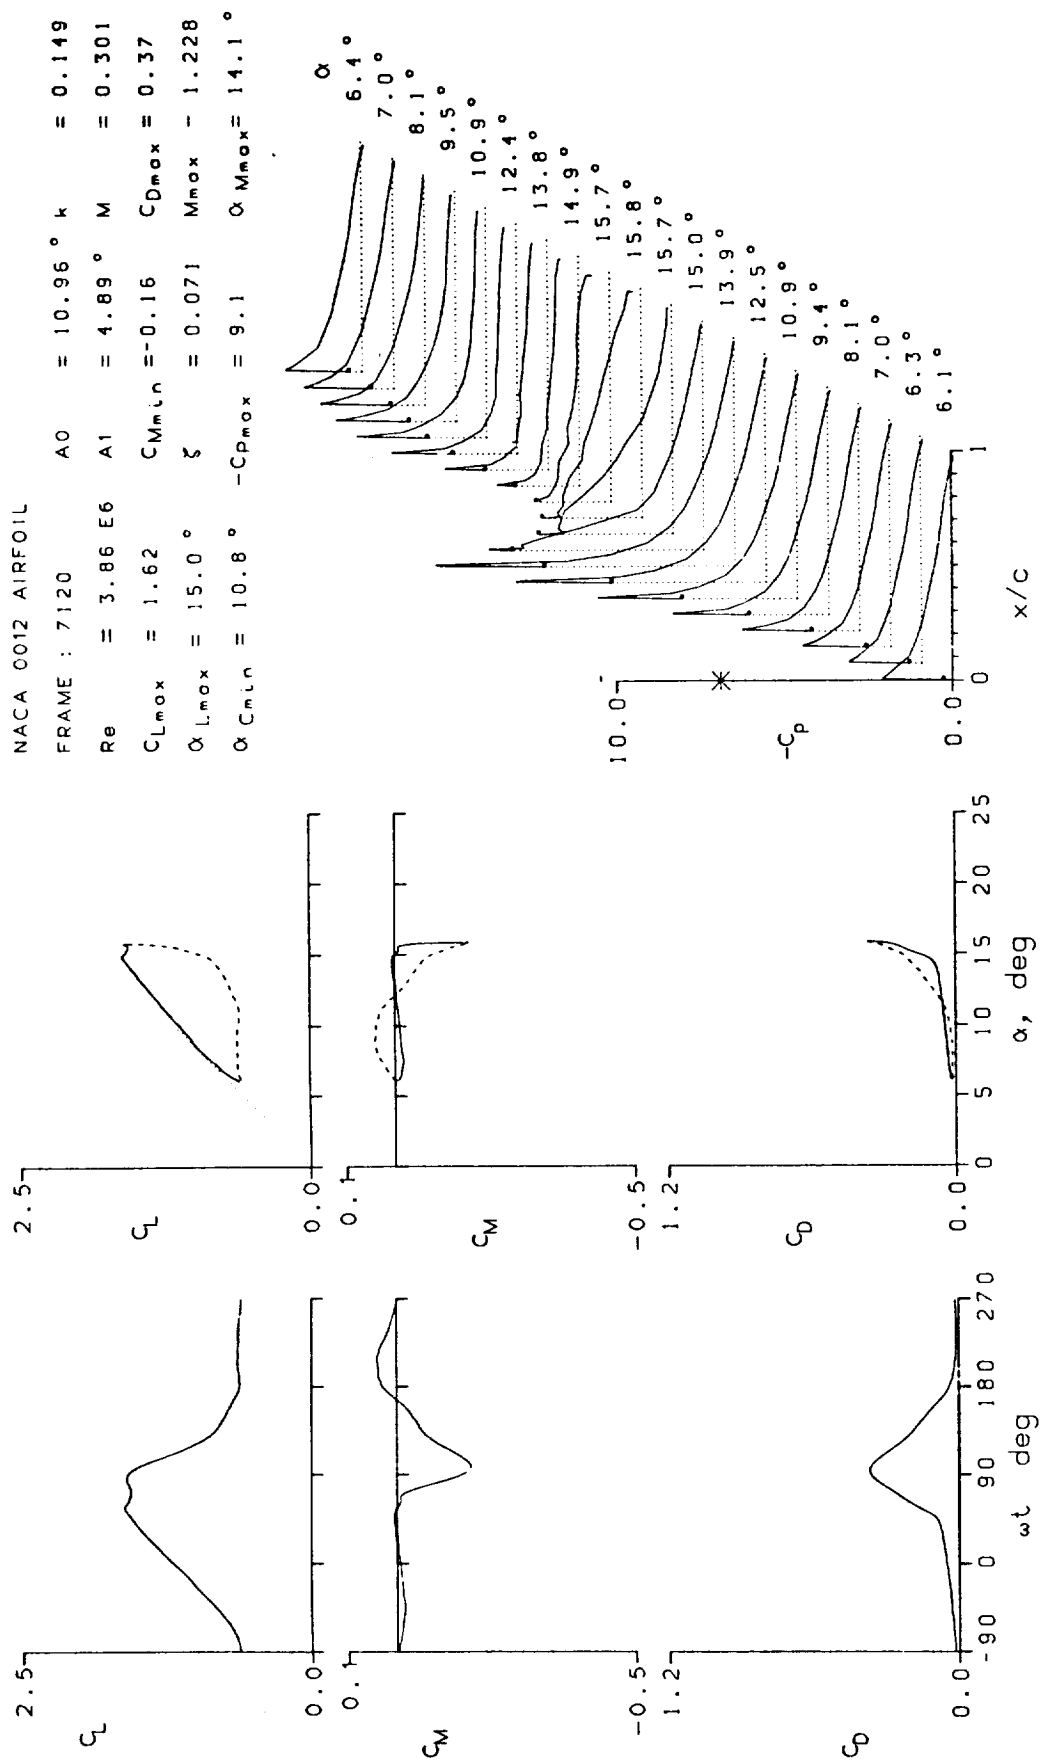 NACA 0012 AIRFOIL
FRAME : 7120 A0 = 10.96° k = 0.149
Re = 3.86 E6 A1 = 4.89° M = 0.301
CLmax = 1.62 CMmin =-0.16 CDmax = 0.37
αLmax = 15.0° ζ = 0.071 Mmax - 1.228
αCmin = 10.8° -CPmax = 9.1 αMmax= 14.1°
2.5
CL
0.0
0.1
CM
-0.5
1.2
CD
0.0
-90 0 90 180 270
ωt deg
2.5
CL
0.0
0.1
CM
-0.5
1.2
CD
0.0
0 5 10 15 20 25
α, deg
α
6.4°
7.0°
8.1°
9.5°
10.9°
12.4°
13.8°
14.9°
15.7°
15.8°
15.7°
15.0°
13.9°
12.5°
10.9°
9.4°
8.1°
7.0°
6.3°
6.1°
10.0
-CP
0.0
0 1
x/c